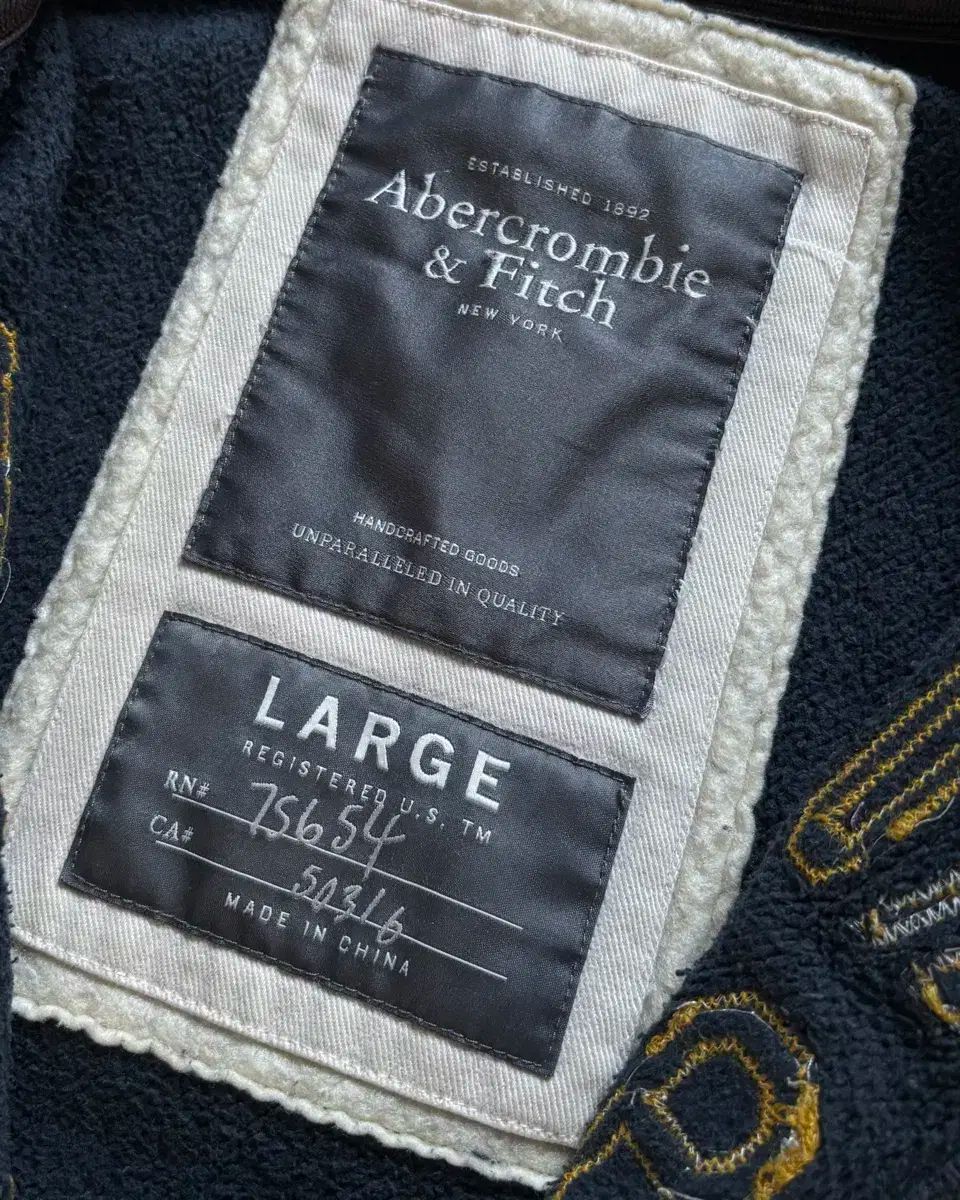 ESTABLISHED 1892
Abercrombie
& Fitch
NEW YORK
HANDCRAFTED GOODS
UNPARALLELED IN QUALITY
LARGE
REGISTERED U.S. TM
RN# 75654
CA# 50316
MADE IN CHINA